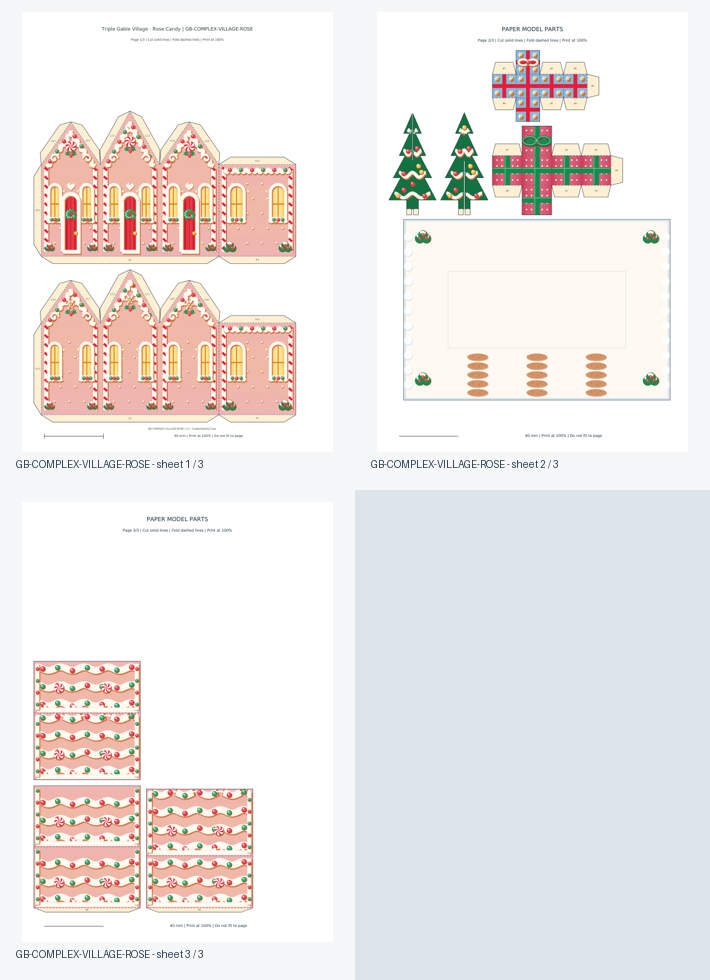 Triple Gable Village - Rose Candy | GB-COMPLEX-VILLAGE-ROSE
Page 1/3 | Cut solid lines | Fold dashed lines | Print at 100%
40 mm | Print at 100% | Do not fit to page
GB-COMPLEX-VILLAGE-ROSE - sheet 1 / 3
PAPER MODEL PARTS
Page 2/3 | Cut solid lines | Fold dashed lines | Print at 100%
40 mm | Print at 100% | Do not fit to page
GB-COMPLEX-VILLAGE-ROSE - sheet 2 / 3
PAPER MODEL PARTS
Page 3/3 | Cut solid lines | Fold dashed lines | Print at 100%
40 mm | Print at 100% | Do not fit to page
GB-COMPLEX-VILLAGE-ROSE - sheet 3 / 3